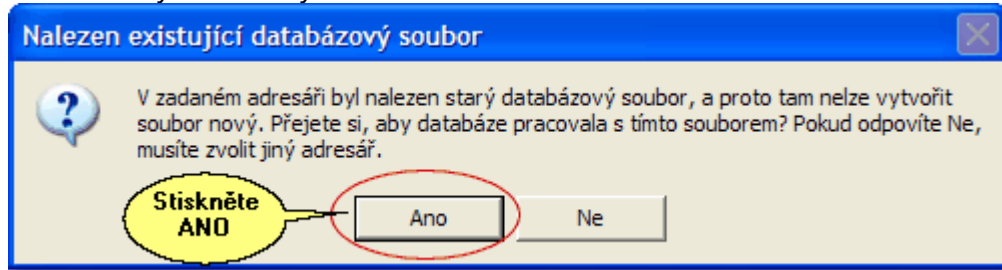 Nalezen existující databázový soubor
V zadaném adresáři byl nalezen starý databázový soubor, a proto tam nelze vytvořit
soubor nový. Přejete si, aby databáze pracovala s tímto souborem? Pokud odpovíte Ne,
musíte zvolit jiný adresář.
Stiskněte
ANO
Ano
Ne